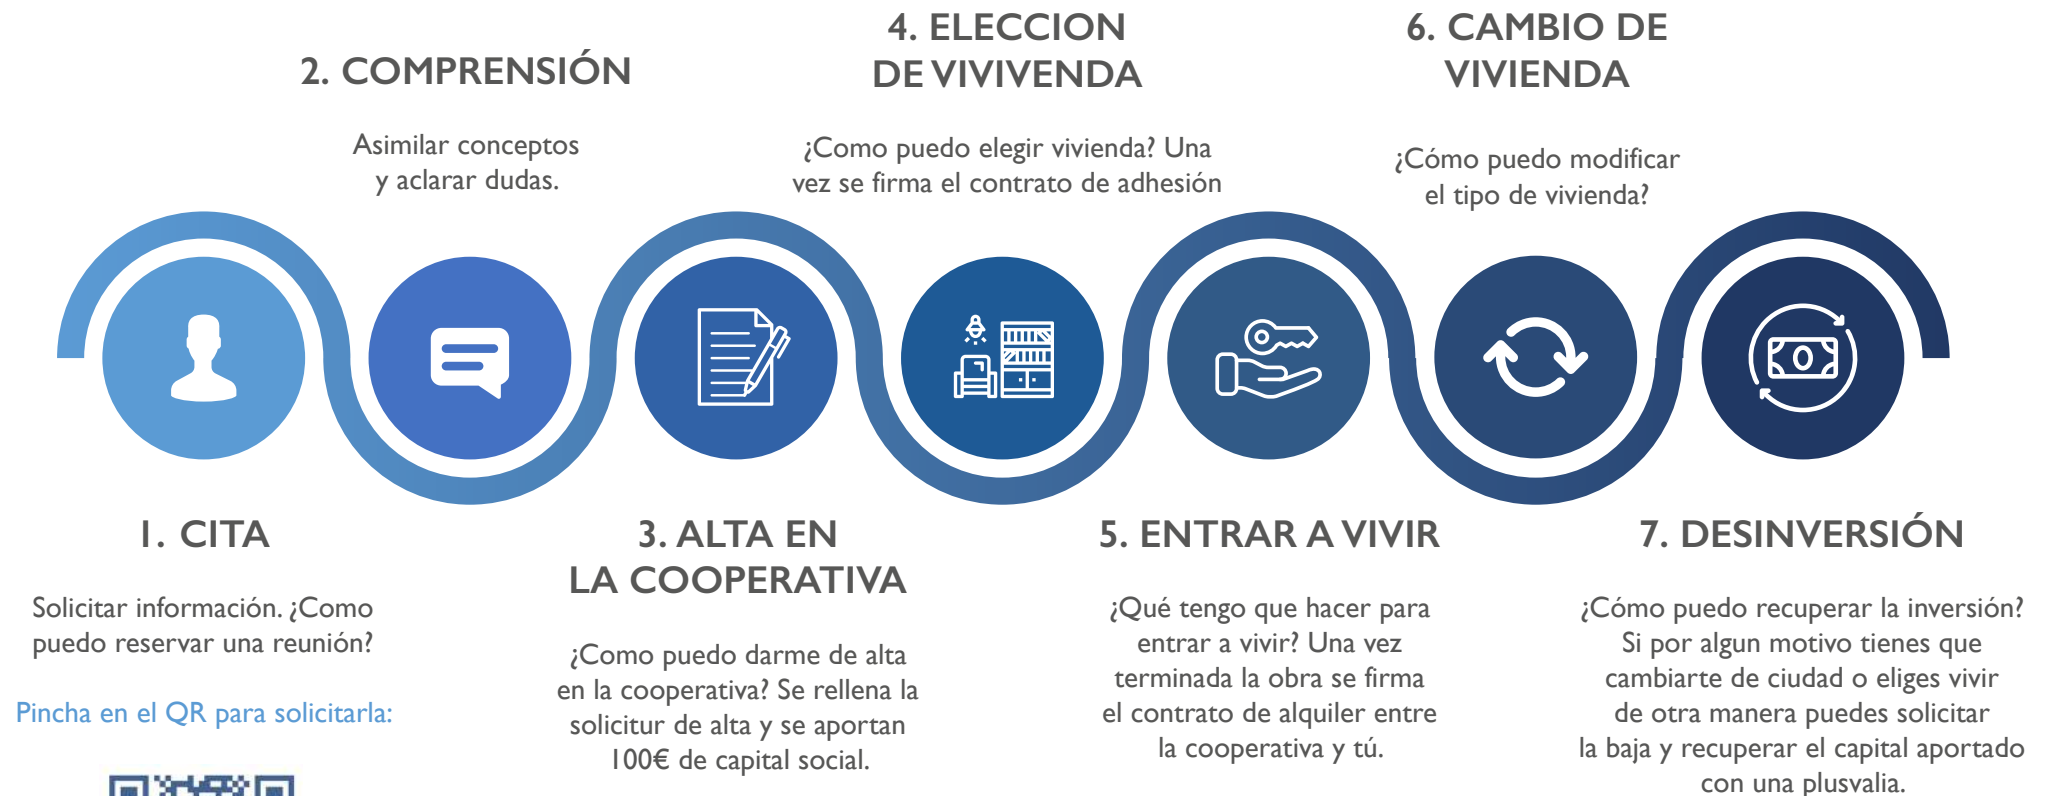 1. CITA
Solicitar información. ¿Como
puedo reservar una reunión?
Pincha en el QR para solicitarla:
2. COMPRENSIÓN
Asimilar conceptos
y aclarar dudas.
3. ALTA EN
LA COOPERATIVA
¿Como puedo darme de alta
en la cooperativa? Se rellena la
solicitur de alta y se aportan
100€ de capital social.
4. ELECCION
DE VIVIVENDA
¿Como puedo elegir vivienda? Una
vez se firma el contrato de adhesión
5. ENTRAR A VIVIR
¿Qué tengo que hacer para
entrar a vivir? Una vez
terminada la obra se firma
el contrato de alquiler entre
la cooperativa y tú.
6. CAMBIO DE
VIVIENDA
¿Cómo puedo modificar
el tipo de vivienda?
7. DESINVERSIÓN
¿Cómo puedo recuperar la inversión?
Si por algun motivo tienes que
cambiarte de ciudad o eliges vivir
de otra manera puedes solicitar
la baja y recuperar el capital aportado
con una plusvalia.